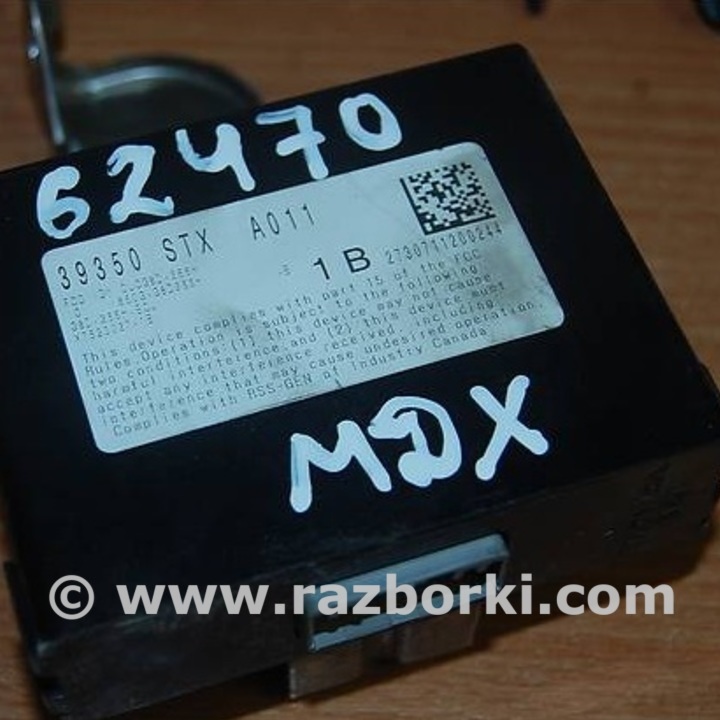 62470
39350 STX A011
1B 2730711200244
This device complies with part 15 of the FCC
Rules.Operation is subject to the following
two conditions:(1) this device may not cause
harmful interference,and (2) this device must
accept any interference received, including
interference that may cause undesired operation.
Complies with RSS-GEN of Industry Canada
MDX
© www.razborki.com